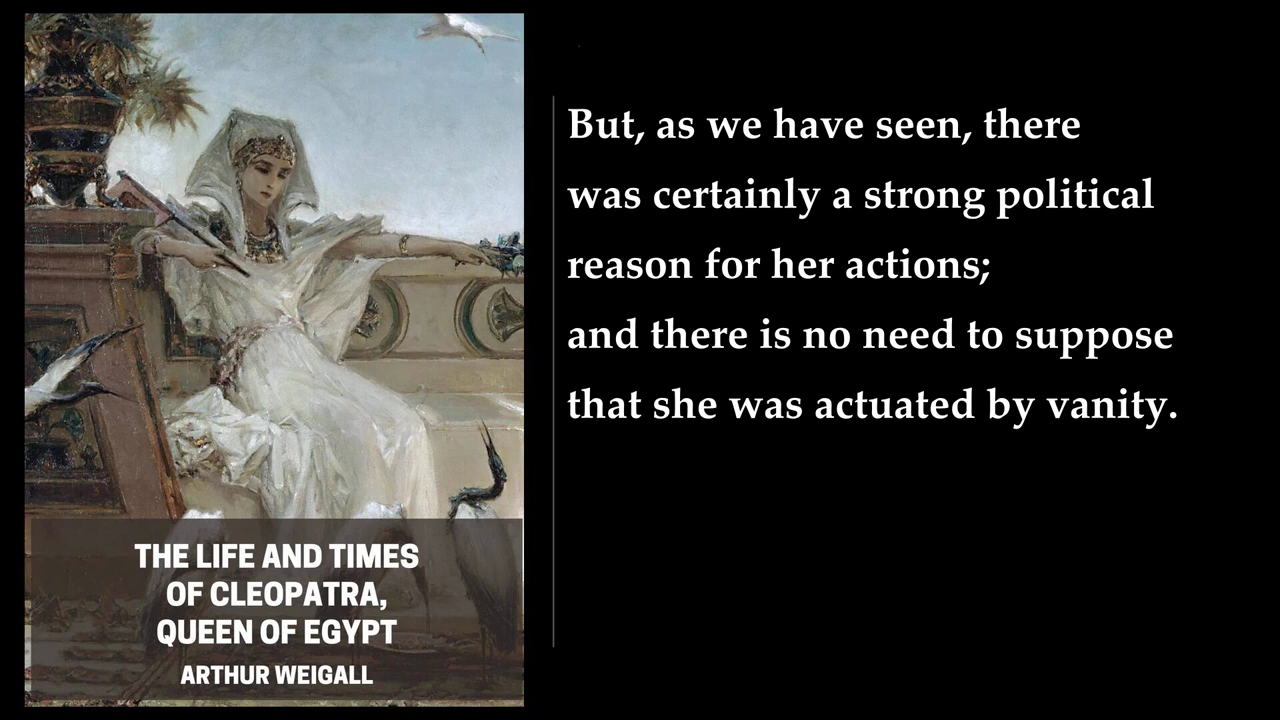 But, as we have seen, there
was certainly a strong political
reason for her actions;
and there is no need to suppose
that she was actuated by vanity.
THE LIFE AND TIMES
OF CLEOPATRA,
QUEEN OF EGYPT
ARTHUR WEIGALL